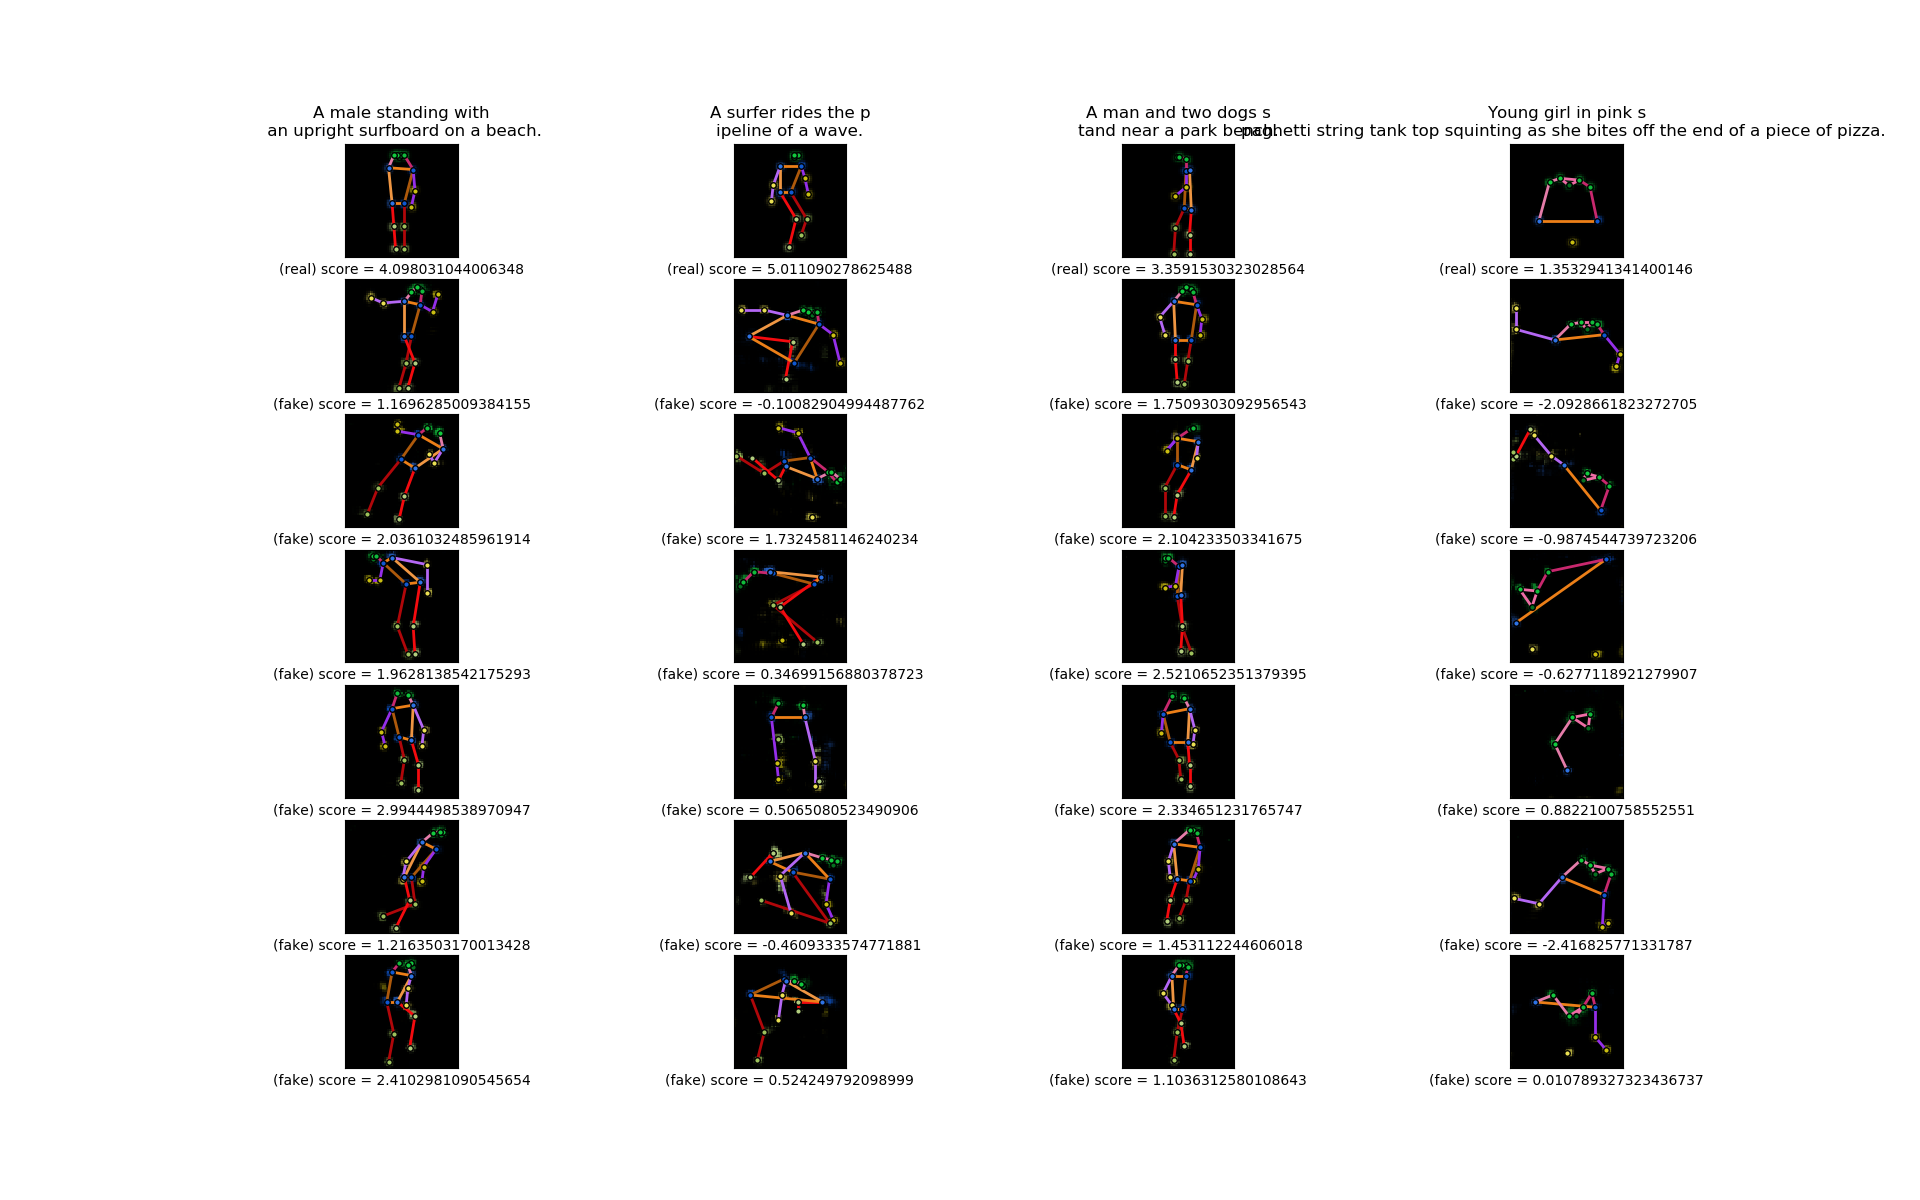 A male standing with
an upright surfboard on a beach.
A surfer rides the p
ipeline of a wave.
A man and two dogs s
tand near a park bench.
Young girl in pink s
paghetti string tank top squinting as she bites off the end of a piece of pizza.
(real) score = 4.098031044006348
(real) score = 5.011090278625488
(real) score = 3.3591530323028564
(real) score = 1.3532941341400146
(fake) score = 1.1696285009384155
(fake) score = -0.10082904994487762
(fake) score = 1.7509303092956543
(fake) score = -2.0928661823272705
(fake) score = 2.0361032485961914
(fake) score = 1.7324581146240234
(fake) score = 2.104233503341675
(fake) score = -0.9874544739723206
(fake) score = 1.9628138542175293
(fake) score = 0.34699156880378723
(fake) score = 2.5210652351379395
(fake) score = -0.6277118921279907
(fake) score = 2.9944498538970947
(fake) score = 0.5065080523490906
(fake) score = 2.334651231765747
(fake) score = 0.8822100758552551
(fake) score = 1.2163503170013428
(fake) score = -0.4609333574771881
(fake) score = 1.453112244606018
(fake) score = -2.416825771331787
(fake) score = 2.4102981090545654
(fake) score = 0.524249792098999
(fake) score = 1.1036312580108643
(fake) score = 0.010789327323436737